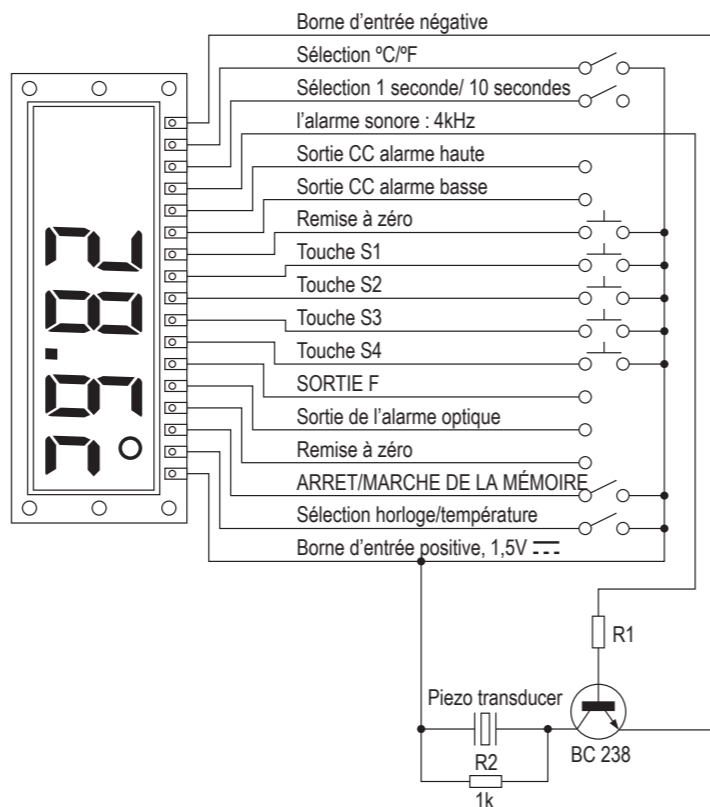 Borne d'entrée négative
Sélection ºC/ºF
Sélection 1 seconde/ 10 secondes
l'alarme sonore : 4kHz
Sortie CC alarme haute
Sortie CC alarme basse
Remise à zéro
Touche S1
Touche S2
Touche S3
Touche S4
SORTIE F
Sortie de l'alarme optique
Remise à zéro
ARRET/MARCHE DE LA MÉMOIRE
Sélection horloge/température
Borne d'entrée positive, 1,5V
R1
Piezo transducer
BC 238
R2
1k